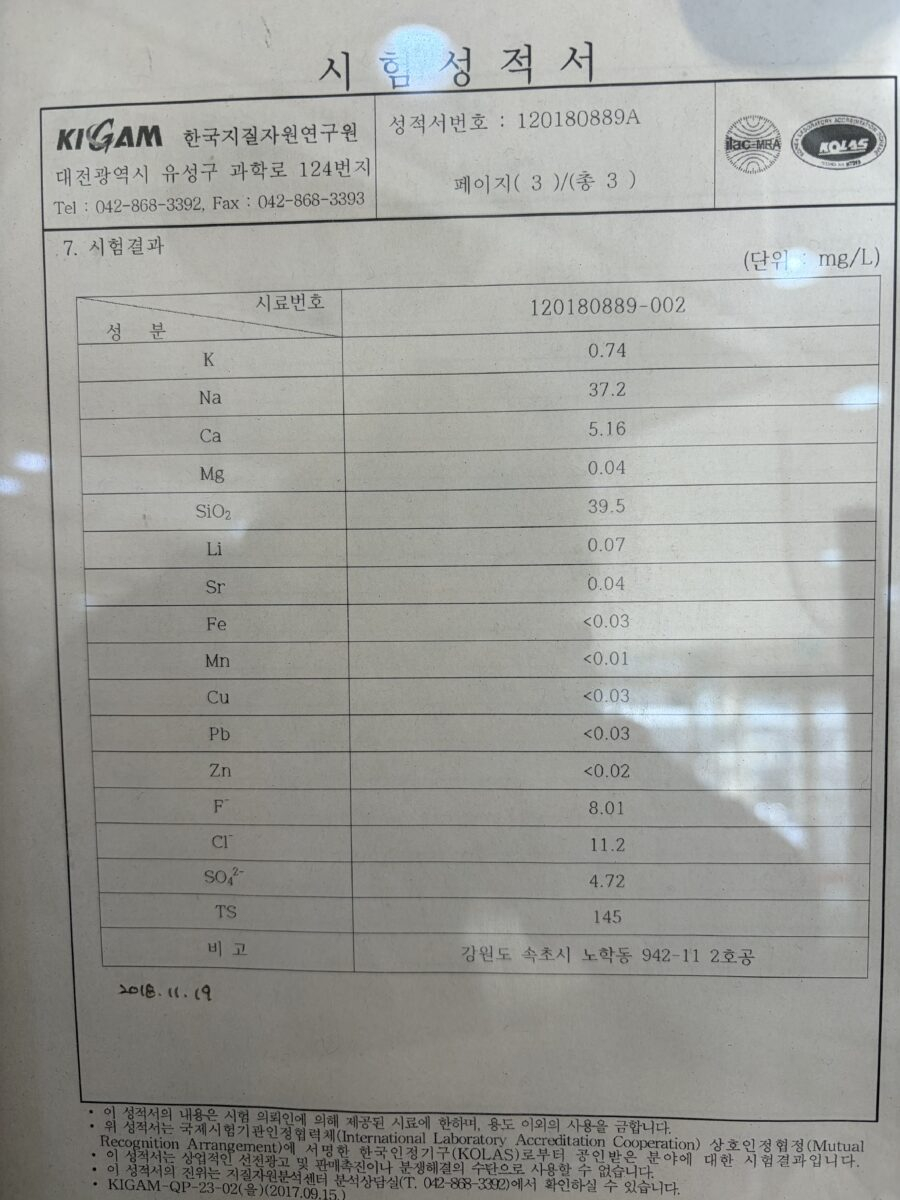 시 험 성 적 서
KIGAM 한국지질자원연구원
대전광역시 유성구 과학로 124번지
Tel : 042-868-3392, Fax : 042-868-3393
성적서번호 : 120180889A
페이지( 3 )/(총 3 )
ilac-MRA
KOREA LABORATORY ACCREDITATION SCHEME
KOLAS
7. 시험결과
(단위 : mg/L)
시료번호 120180889-002
성 분
K 0.74
Na 37.2
Ca 5.16
Mg 0.04
SiO₂ 39.5
Li 0.07
Sr 0.04
Fe <0.03
Mn <0.01
Cu <0.03
Pb <0.03
Zn <0.02
F⁻ 8.01
Cl⁻ 11.2
SO₄²⁻ 4.72
TS 145
비 고 강원도 속초시 노학동 942-11 2호공
2018. 11. 19
• 이 성적서의 내용은 시험 의뢰인에 의해 제공된 시료에 한하며, 용도 이외의 사용을 금합니다.
• 위 성적서는 국제시험기관인정협력체(International Laboratory Accreditation Cooperation) 상호인정협정(Mutual
Recognition Arrangement)에 서명한 한국인정기구(KOLAS)로부터 공인받은 분야에 대한 시험결과입니다.
• 이 성적서는 상업적인 선전광고 및 판매촉진이나 분쟁해결의 수단으로 사용할 수 없습니다.
• 이 성적서의 진위는 지질자원분석센터 분석상담실(T. 042-868-3392)에서 확인하실 수 있습니다.
• KIGAM-QP-23-02(을)(2017.09.15.)